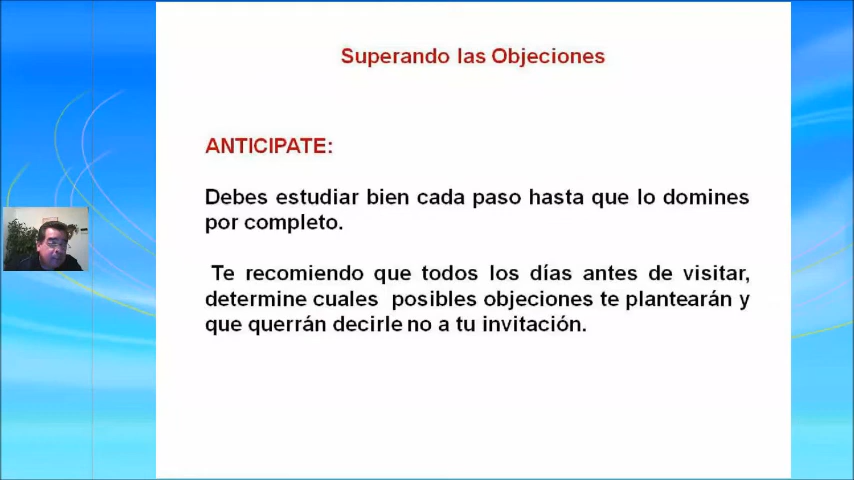 Superando las Objeciones
ANTICIPATE:
Debes estudiar bien cada paso hasta que lo domines
por completo.
Te recomiendo que todos los días antes de visitar,
determine cuales posibles objeciones te plantearán y
que querrán decirle no a tu invitación.